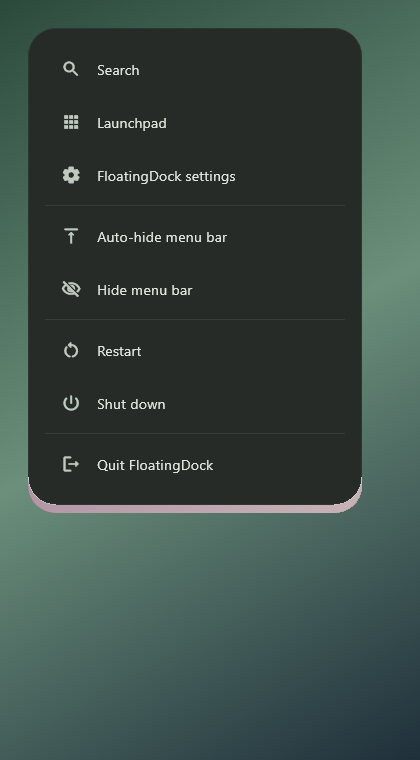 Search
Launchpad
FloatingDock settings
Auto-hide menu bar
Hide menu bar
Restart
Shut down
Quit FloatingDock